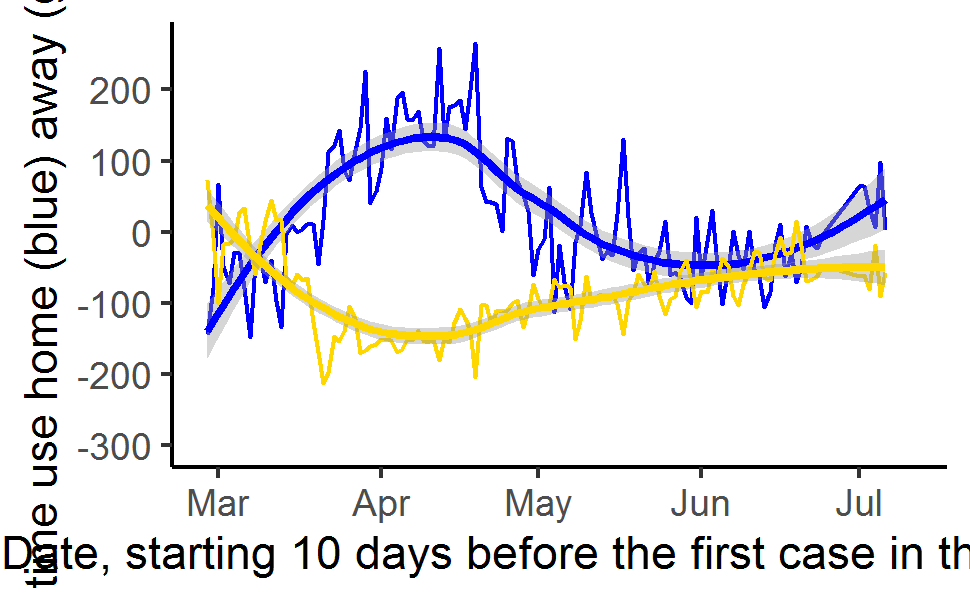 time use home (blue) away (
200
100
0
-100
-200
-300
Mar Apr May Jun Jul
Date, starting 10 days before the first case in th